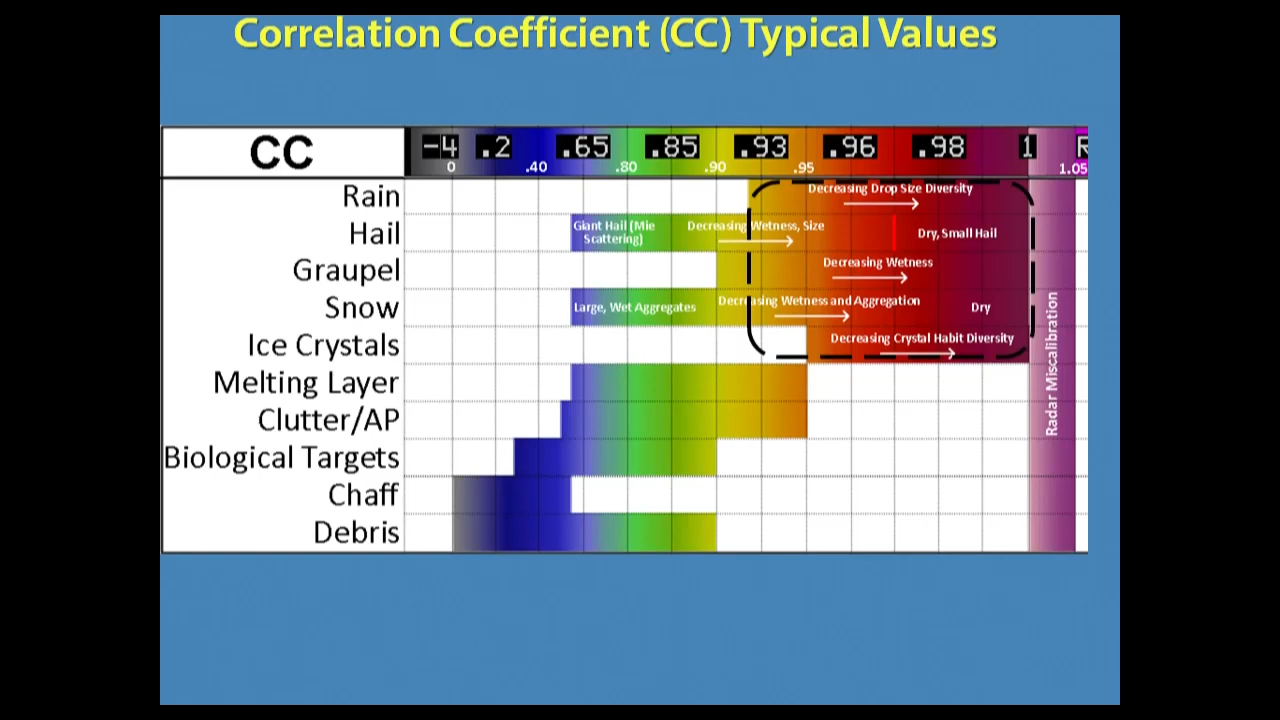 Correlation Coefficient (CC) Typical Values
CC -4 .2 .65 .85 .93 .96 .98 1 R
0 .40 .80 .90 .95 1.05
Rain Decreasing Drop Size Diversity
Hail Giant Hail (Mie Scattering) Decreasing Wetness, Size Dry, Small Hail
Graupel Decreasing Wetness
Snow Large, Wet Aggregates Decreasing Wetness and Aggregation Dry
Ice Crystals Decreasing Crystal Habit Diversity
Melting Layer
Clutter/AP
Biological Targets
Chaff
Debris
Radar Miscalibration